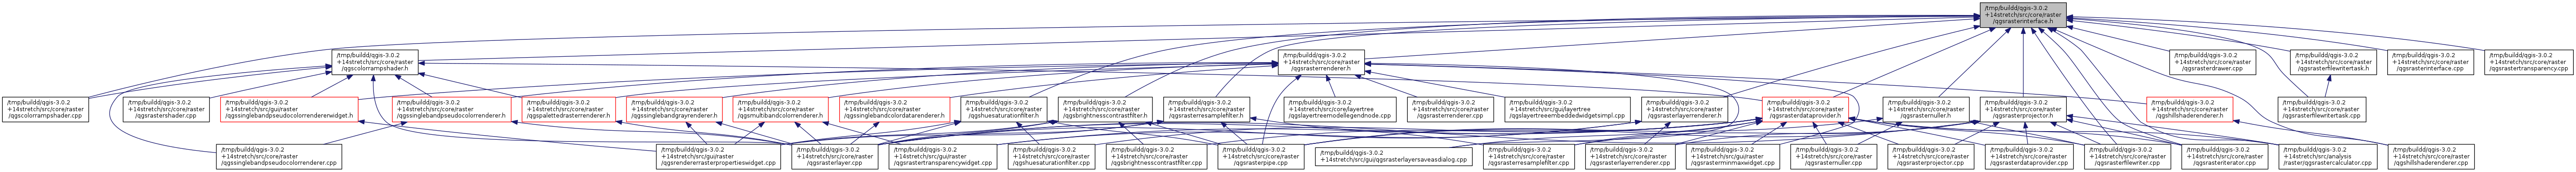 /tmp/buildd/qgis-3.0.2
+14stretch/src/core/raster
/qgsrasterinterface.h
/tmp/buildd/qgis-3.0.2
+14stretch/src/core/raster
/qgscolorrampshader.h
/tmp/buildd/qgis-3.0.2
+14stretch/src/core/raster
/qgsrasterrenderer.h
/tmp/buildd/qgis-3.0.2
+14stretch/src/core/raster
/qgsrasterdrawer.cpp
/tmp/buildd/qgis-3.0.2
+14stretch/src/core/raster
/qgsrasterfilewritertask.h
/tmp/buildd/qgis-3.0.2
+14stretch/src/core/raster
/qgsrasterinterface.cpp
/tmp/buildd/qgis-3.0.2
+14stretch/src/core/raster
/qgsrastertransparency.cpp
/tmp/buildd/qgis-3.0.2
+14stretch/src/core/raster
/qgscolorrampshader.cpp
/tmp/buildd/qgis-3.0.2
+14stretch/src/core/raster
/qgsrastershader.cpp
/tmp/buildd/qgis-3.0.2
+14stretch/src/gui/raster
/qgssinglebandpseudocolorrendererwidget.h
/tmp/buildd/qgis-3.0.2
+14stretch/src/core/raster
/qgssinglebandpseudocolorrenderer.h
/tmp/buildd/qgis-3.0.2
+14stretch/src/core/raster
/qgspalettedrasterrenderer.h
/tmp/buildd/qgis-3.0.2
+14stretch/src/core/raster
/qgssinglebandgrayrenderer.h
/tmp/buildd/qgis-3.0.2
+14stretch/src/core/raster
/qgsmultibandcolorrenderer.h
/tmp/buildd/qgis-3.0.2
+14stretch/src/core/raster
/qgssinglebandcolordatarenderer.h
/tmp/buildd/qgis-3.0.2
+14stretch/src/core/raster
/qgshuesaturationfilter.h
/tmp/buildd/qgis-3.0.2
+14stretch/src/core/raster
/qgsbrightnesscontrastfilter.h
/tmp/buildd/qgis-3.0.2
+14stretch/src/core/raster
/qgsrasterresamplefilter.h
/tmp/buildd/qgis-3.0.2
+14stretch/src/core/layertree
/qgslayertreemodellegendnode.cpp
/tmp/buildd/qgis-3.0.2
+14stretch/src/core/raster
/qgsrasterrenderer.cpp
/tmp/buildd/qgis-3.0.2
+14stretch/src/gui/layertree
/qgslayertreeembeddedwidgetsimpl.cpp
/tmp/buildd/qgis-3.0.2
+14stretch/src/core/raster
/qgsrasterlayerrenderer.h
/tmp/buildd/qgis-3.0.2
+14stretch/src/core/raster
/qgsrasterdataprovider.h
/tmp/buildd/qgis-3.0.2
+14stretch/src/core/raster
/qgsrasternuller.h
/tmp/buildd/qgis-3.0.2
+14stretch/src/core/raster
/qgsrasterprojector.h
/tmp/buildd/qgis-3.0.2
+14stretch/src/core/raster
/qgshillshaderenderer.h
/tmp/buildd/qgis-3.0.2
+14stretch/src/core/raster
/qgsrasterfilewritertask.cpp
/tmp/buildd/qgis-3.0.2
+14stretch/src/core/raster
/qgssinglebandpseudocolorrenderer.cpp
/tmp/buildd/qgis-3.0.2
+14stretch/src/gui/raster
/qgsrendererrasterpropertieswidget.cpp
/tmp/buildd/qgis-3.0.2
+14stretch/src/core/raster
/qgsrasterlayer.cpp
/tmp/buildd/qgis-3.0.2
+14stretch/src/gui/raster
/qgsrastertransparencywidget.cpp
/tmp/buildd/qgis-3.0.2
+14stretch/src/core/raster
/qgshuesaturationfilter.cpp
/tmp/buildd/qgis-3.0.2
+14stretch/src/core/raster
/qgsbrightnesscontrastfilter.cpp
/tmp/buildd/qgis-3.0.2
+14stretch/src/core/raster
/qgsrasterpipe.cpp
/tmp/buildd/qgis-3.0.2
+14stretch/src/gui/qgsrasterlayersaveasdialog.cpp
/tmp/buildd/qgis-3.0.2
+14stretch/src/core/raster
/qgsrasterresamplefilter.cpp
/tmp/buildd/qgis-3.0.2
+14stretch/src/core/raster
/qgsrasterlayerrenderer.cpp
/tmp/buildd/qgis-3.0.2
+14stretch/src/gui/raster
/qgsrasterminmaxwidget.cpp
/tmp/buildd/qgis-3.0.2
+14stretch/src/core/raster
/qgsrasternuller.cpp
/tmp/buildd/qgis-3.0.2
+14stretch/src/core/raster
/qgsrasterprojector.cpp
/tmp/buildd/qgis-3.0.2
+14stretch/src/core/raster
/qgsrasterdataprovider.cpp
/tmp/buildd/qgis-3.0.2
+14stretch/src/core/raster
/qgsrasterfilewriter.cpp
/tmp/buildd/qgis-3.0.2
+14stretch/src/core/raster
/qgsrasteriterator.cpp
/tmp/buildd/qgis-3.0.2
+14stretch/src/analysis
/raster/qgsrastercalculator.cpp
/tmp/buildd/qgis-3.0.2
+14stretch/src/core/raster
/qgshillshaderenderer.cpp